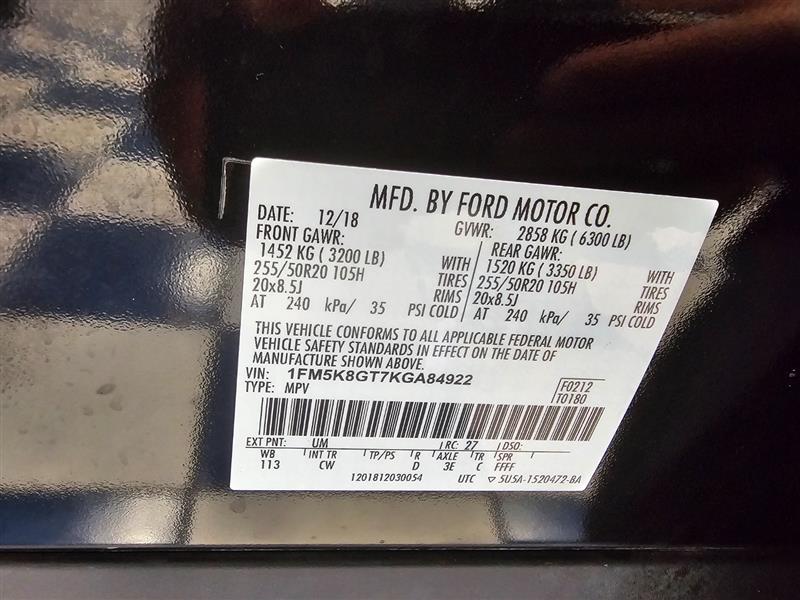 MFD. BY FORD MOTOR CO.
DATE: 12/18 GVWR: 2858 KG ( 6300 LB)
FRONT GAWR: REAR GAWR:
1452 KG ( 3200 LB) WITH 1520 KG ( 3350 LB) WITH
255/50R20 105H TIRES 255/50R20 105H TIRES
20x8.5J RIMS 20x8.5J RIMS
AT 240 kPa/ 35 PSI COLD AT 240 kPa/ 35 PSI COLD
THIS VEHICLE CONFORMS TO ALL APPLICABLE FEDERAL MOTOR
VEHICLE SAFETY STANDARDS IN EFFECT ON THE DATE OF
MANUFACTURE SHOWN ABOVE.
VIN: 1FM5K8GT7KGA84922 F0212
TYPE: MPV T0180
EXT PNT: UM RC: 27 DSO:
WB INT TR TP/PS R AXLE TR SPR
113 CW D 3E C FFFF
1201812030054 UTC ▽ 5U5A-1520472-BA